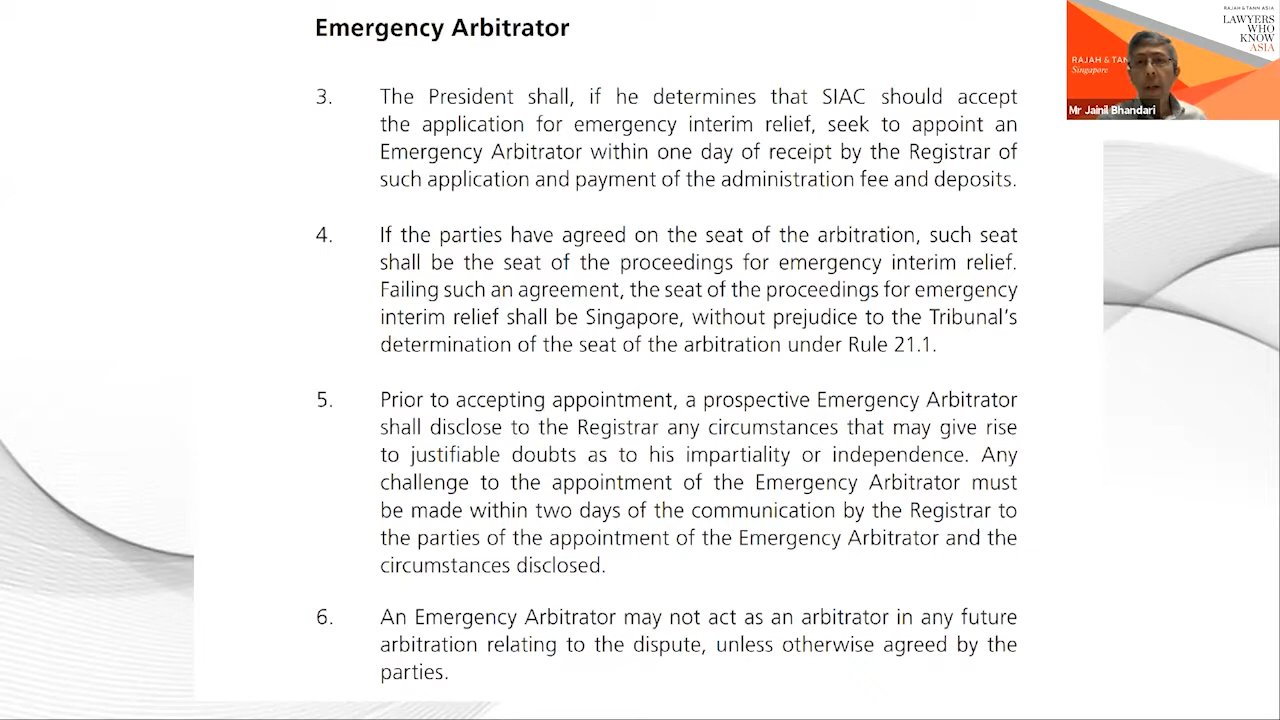 Emergency Arbitrator
3. The President shall, if he determines that SIAC should accept
the application for emergency interim relief, seek to appoint an
Emergency Arbitrator within one day of receipt by the Registrar of
such application and payment of the administration fee and deposits.
4. If the parties have agreed on the seat of the arbitration, such seat
shall be the seat of the proceedings for emergency interim relief.
Failing such an agreement, the seat of the proceedings for emergency
interim relief shall be Singapore, without prejudice to the Tribunal's
determination of the seat of the arbitration under Rule 21.1.
5. Prior to accepting appointment, a prospective Emergency Arbitrator
shall disclose to the Registrar any circumstances that may give rise
to justifiable doubts as to his impartiality or independence. Any
challenge to the appointment of the Emergency Arbitrator must
be made within two days of the communication by the Registrar to
the parties of the appointment of the Emergency Arbitrator and the
circumstances disclosed.
6. An Emergency Arbitrator may not act as an arbitrator in any future
arbitration relating to the dispute, unless otherwise agreed by the
parties.
RAJAH & TANN ASIA
LAWYERS
WHO
KNOW
ASIA
RAJAH & TAN
Singapore
Mr Jainil Bhandari